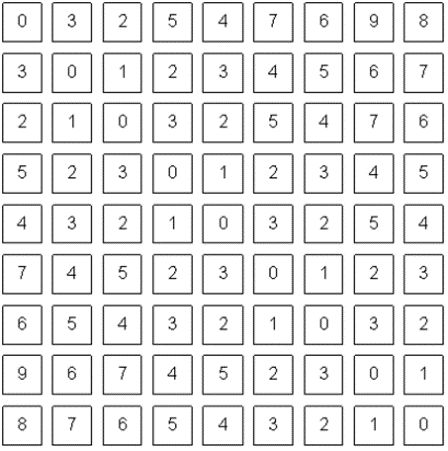 0 3 2 5 4 7 6 9 8
3 0 1 2 3 4 5 6 7
2 1 0 3 2 5 4 7 6
5 2 3 0 1 2 3 4 5
4 3 2 1 0 3 2 5 4
7 4 5 2 3 0 1 2 3
6 5 4 3 2 1 0 3 2
9 6 7 4 5 2 3 0 1
8 7 6 5 4 3 2 1 0